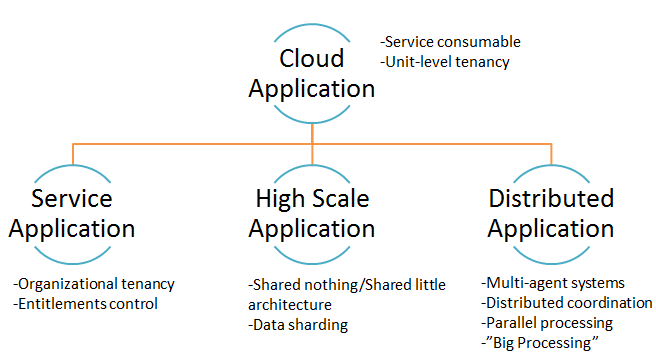 Cloud
Application
-Service consumable
-Unit-level tenancy
Service
Application
-Organizational tenancy
-Entitlements control
High Scale
Application
-Shared nothing/Shared little
architecture
-Data sharding
Distributed
Application
-Multi-agent systems
-Distributed coordination
-Parallel processing
-”Big Processing”